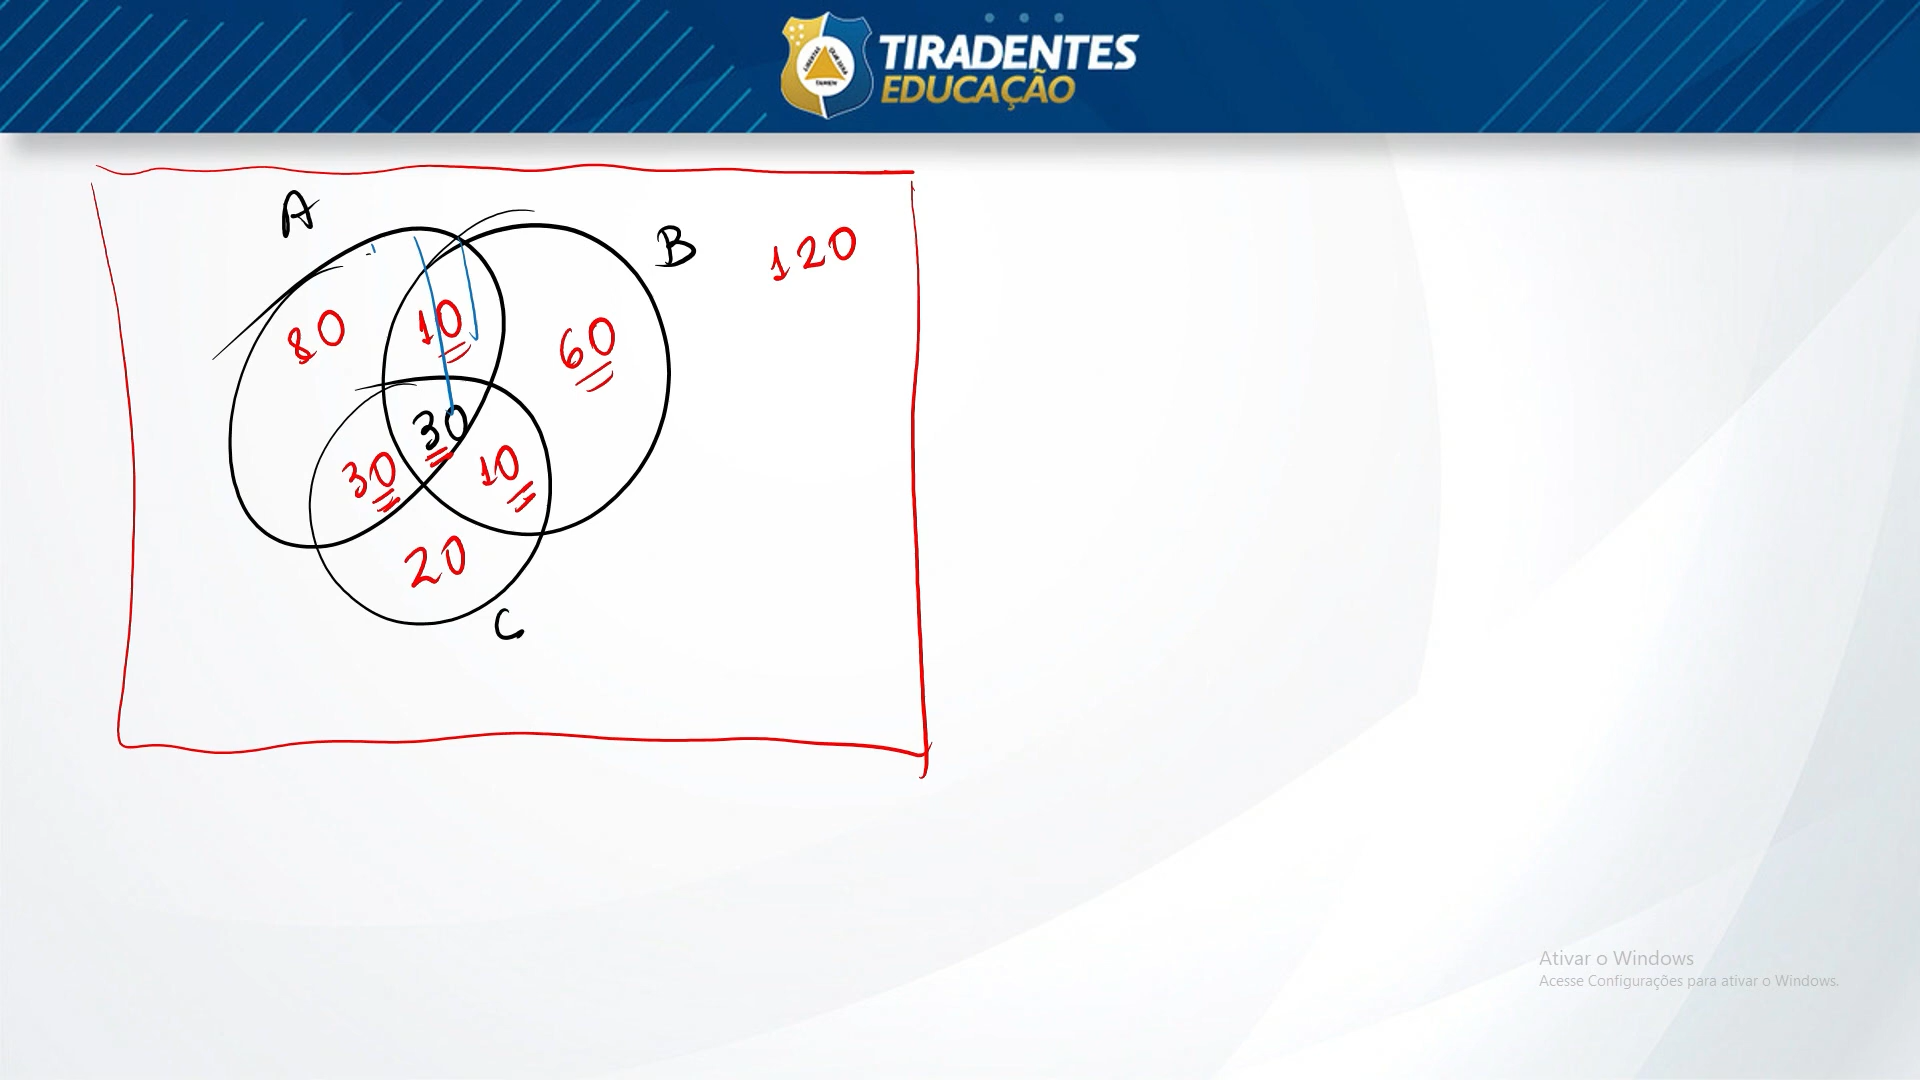 TIRADENTES
EDUCAÇÃO
A
B
120
80
10
60
30
30
10
20
C
Ativar o Windows
Acesse Configurações para ativar o Windows.